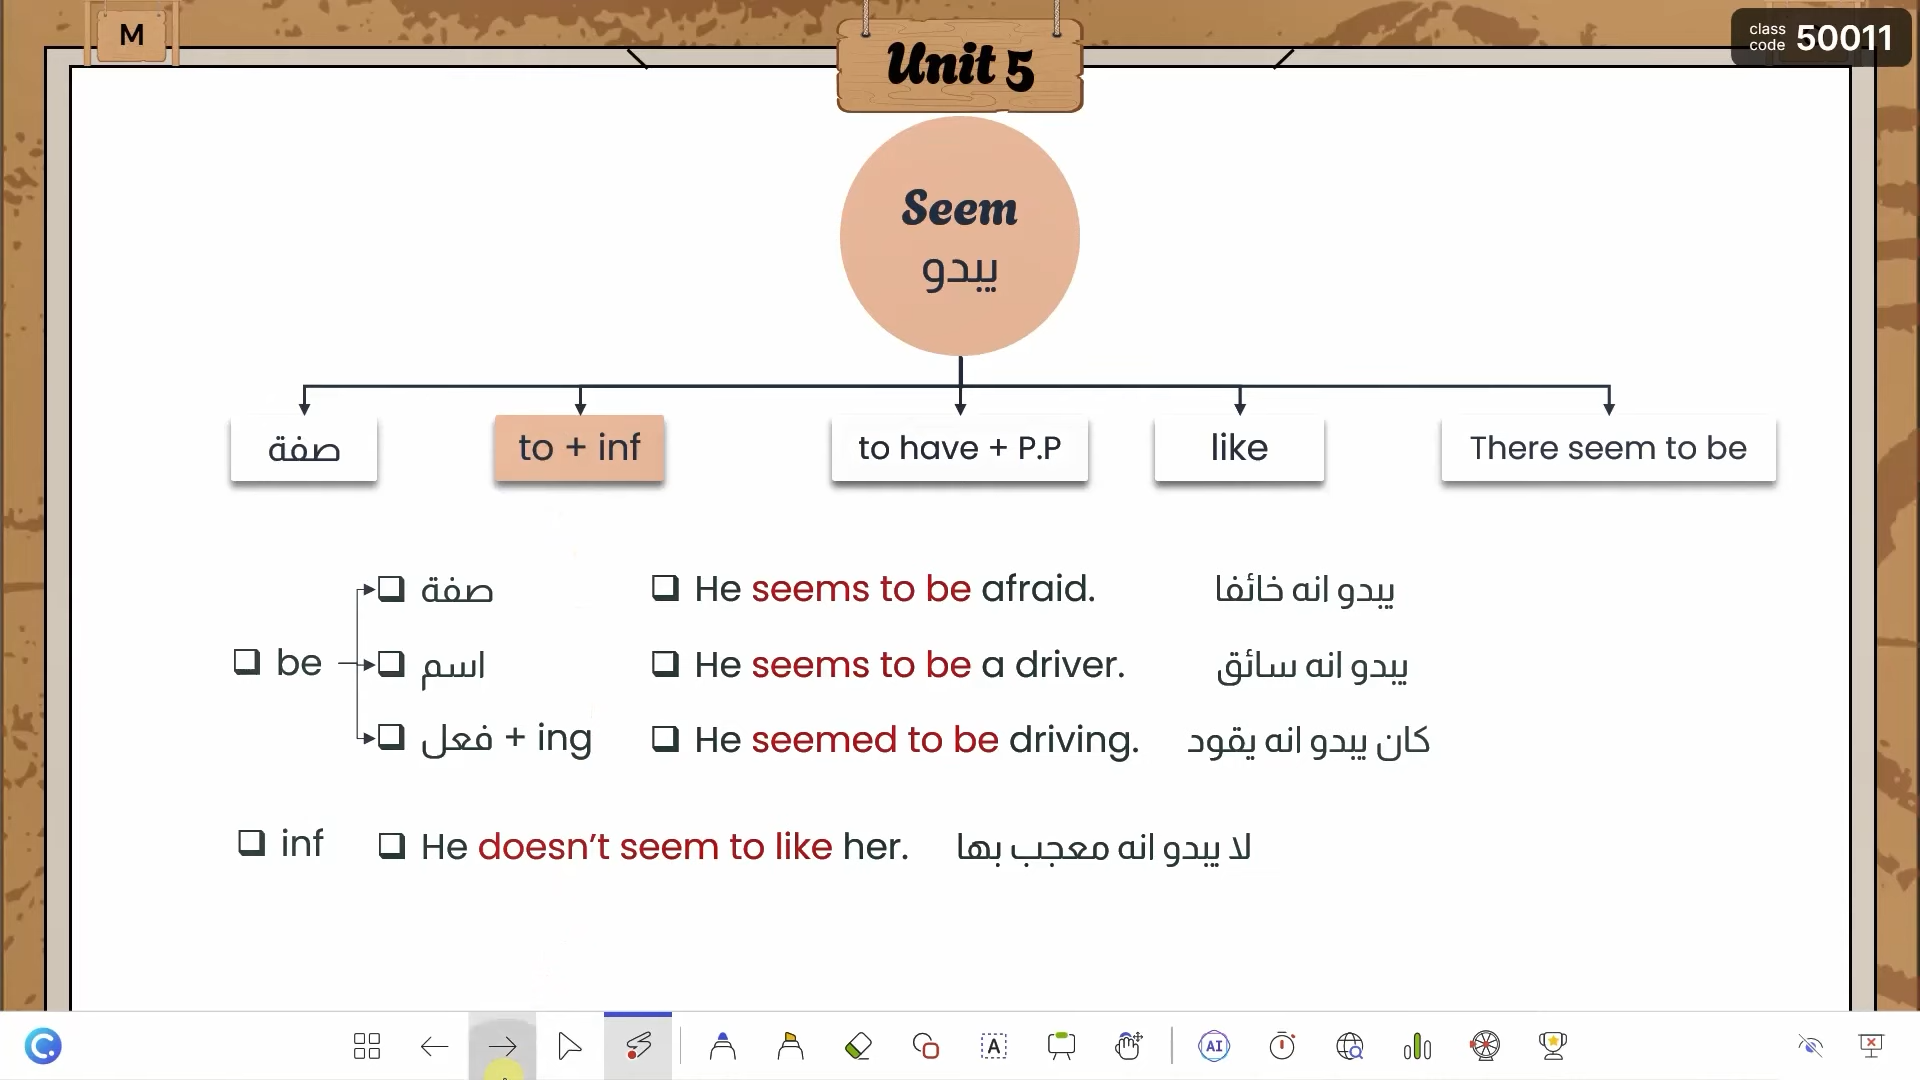 M
Unit 5
class code 50011
Seem
يبدو
صفة
to + inf
to have + P.P
like
There seem to be
be
صفة
He seems to be afraid.
يبدو انه خائفا
اسم
He seems to be a driver.
يبدو انه سائق
فعل + ing
He seemed to be driving.
كان يبدو انه يقود
inf
He doesn't seem to like her.
لا يبدو انه معجب بها
A
AI